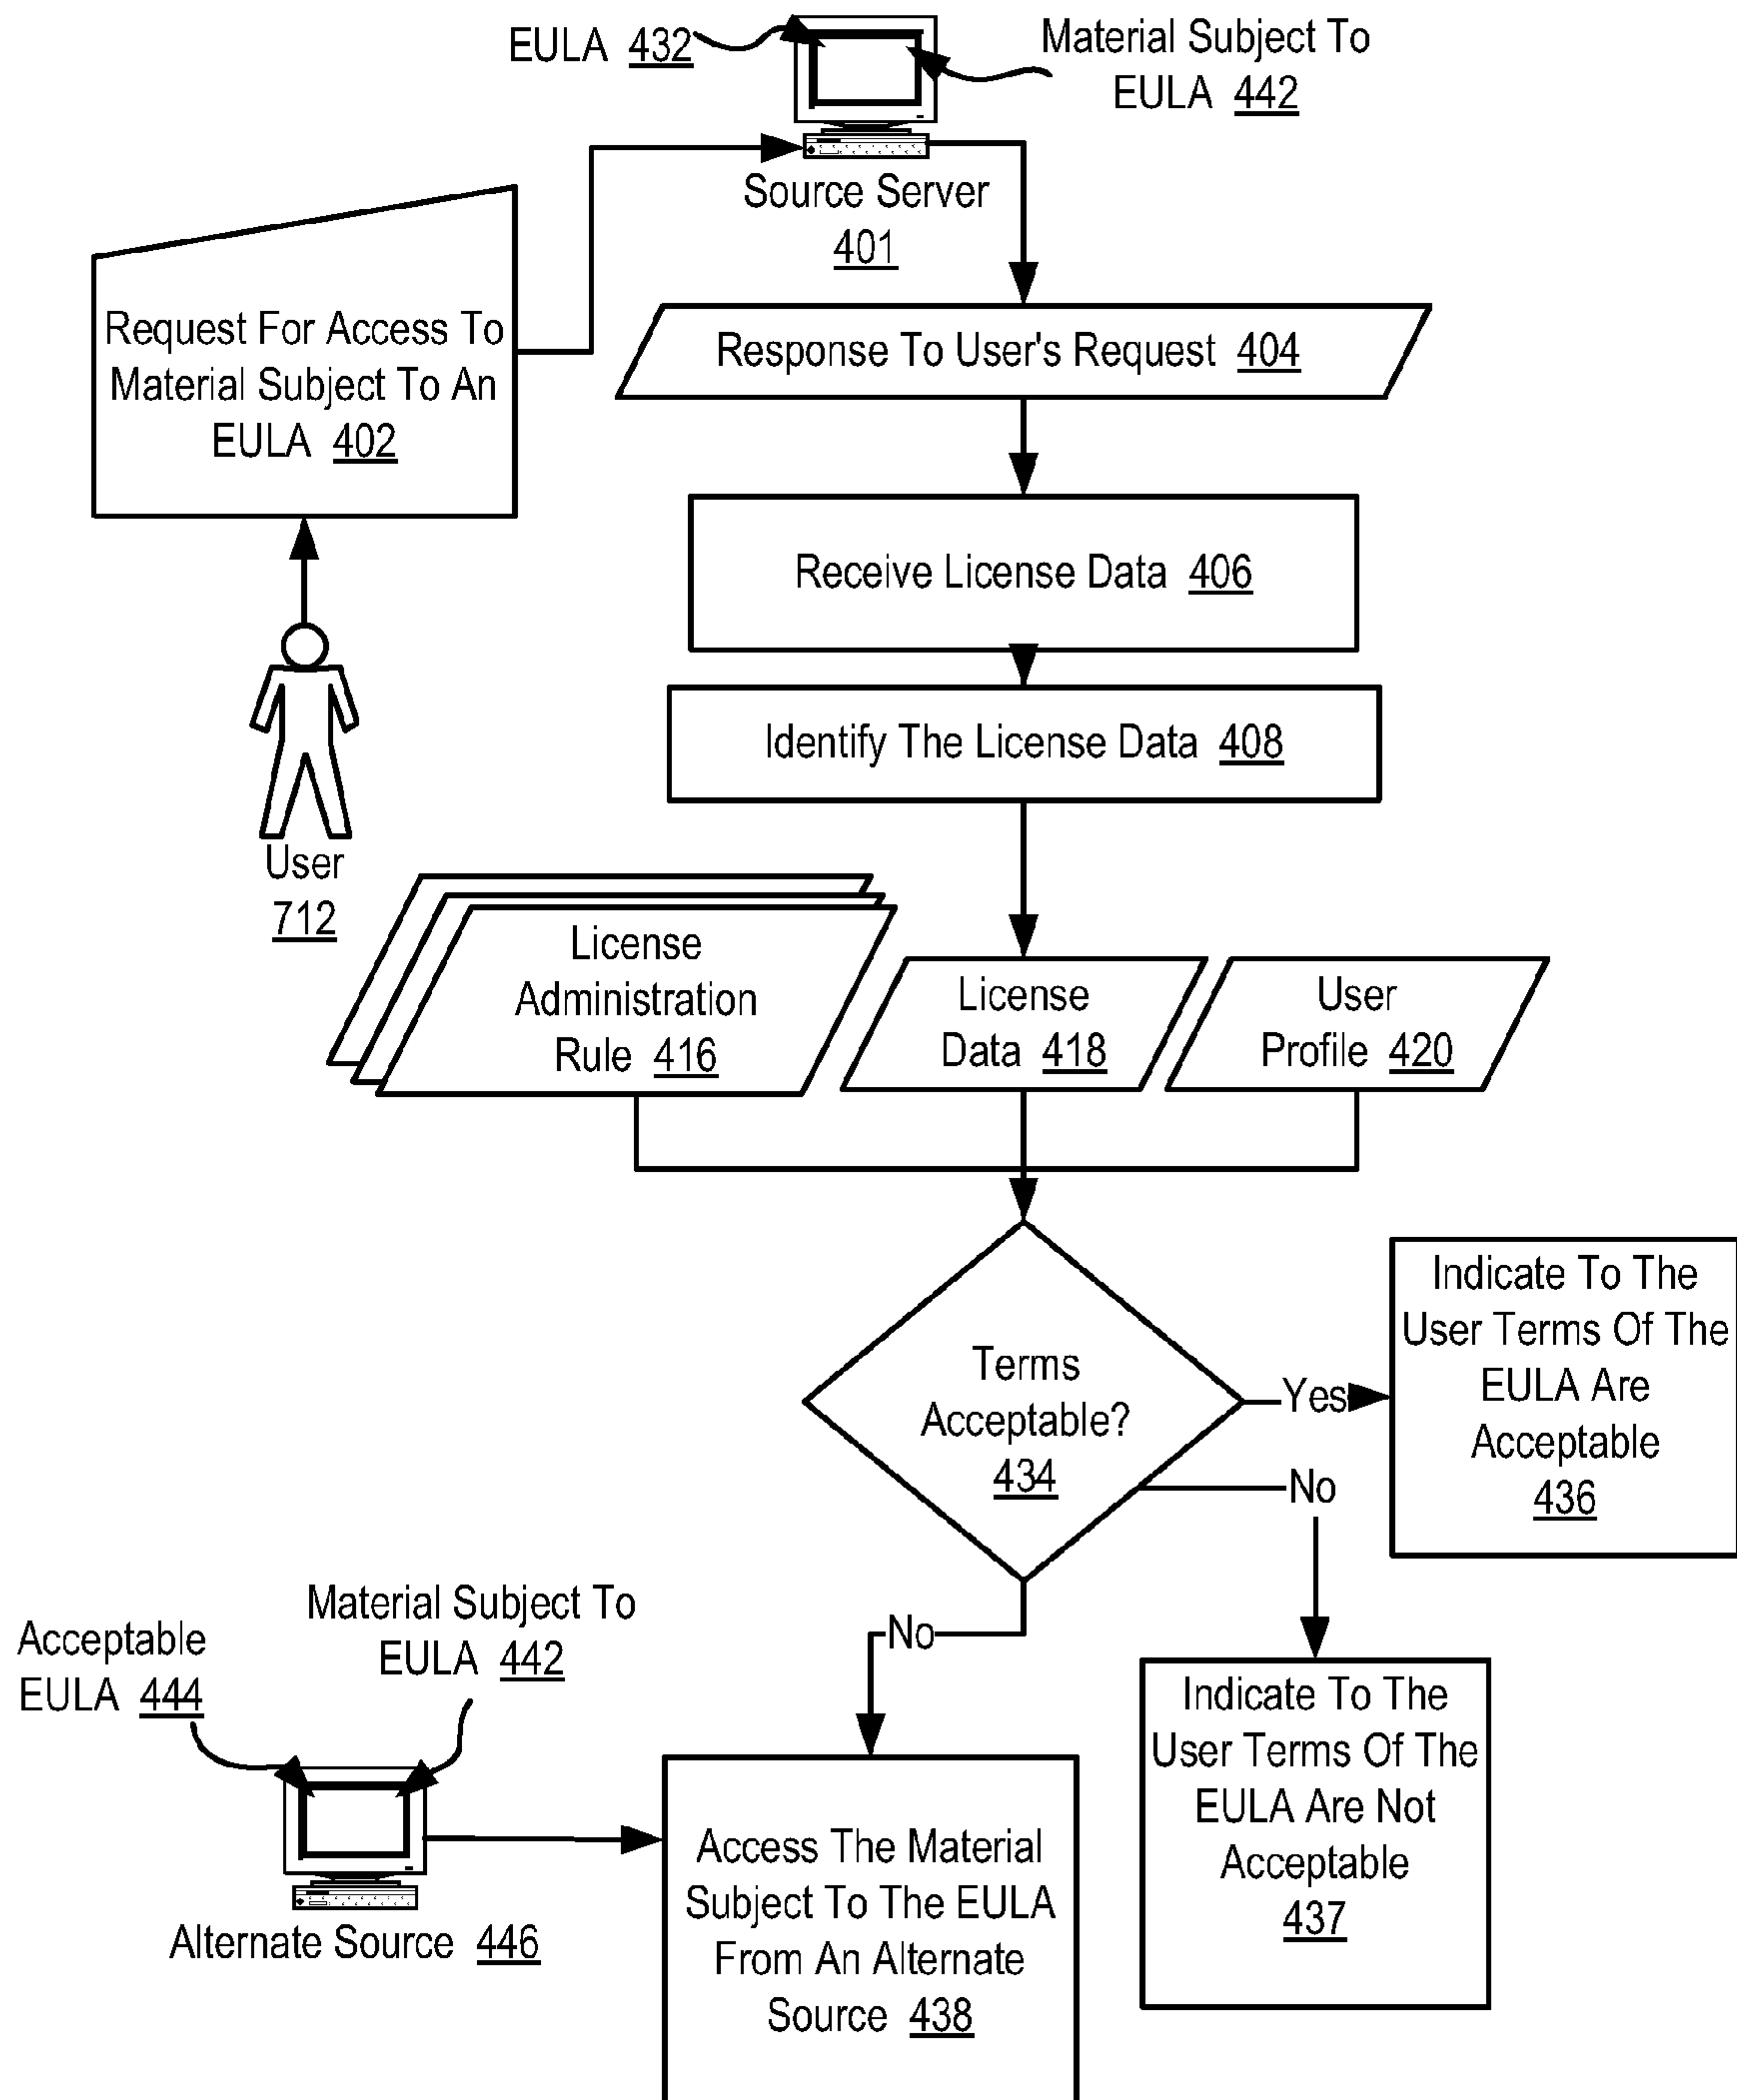 EULA 432
Material Subject To
EULA 442
Source Server
401
Request For Access To
Material Subject To An
EULA 402
Response To User's Request 404
Receive License Data 406
Identify The License Data 408
User
712
License
Administration
Rule 416
License
Data 418
User
Profile 420
Terms
Acceptable?
434
Yes
Indicate To The
User Terms Of The
EULA Are
Acceptable
436
No
No
Indicate To The
User Terms Of The
EULA Are Not
Acceptable
437
Acceptable
EULA 444
Material Subject To
EULA 442
Alternate Source 446
Access The Material
Subject To The EULA
From An Alternate
Source 438